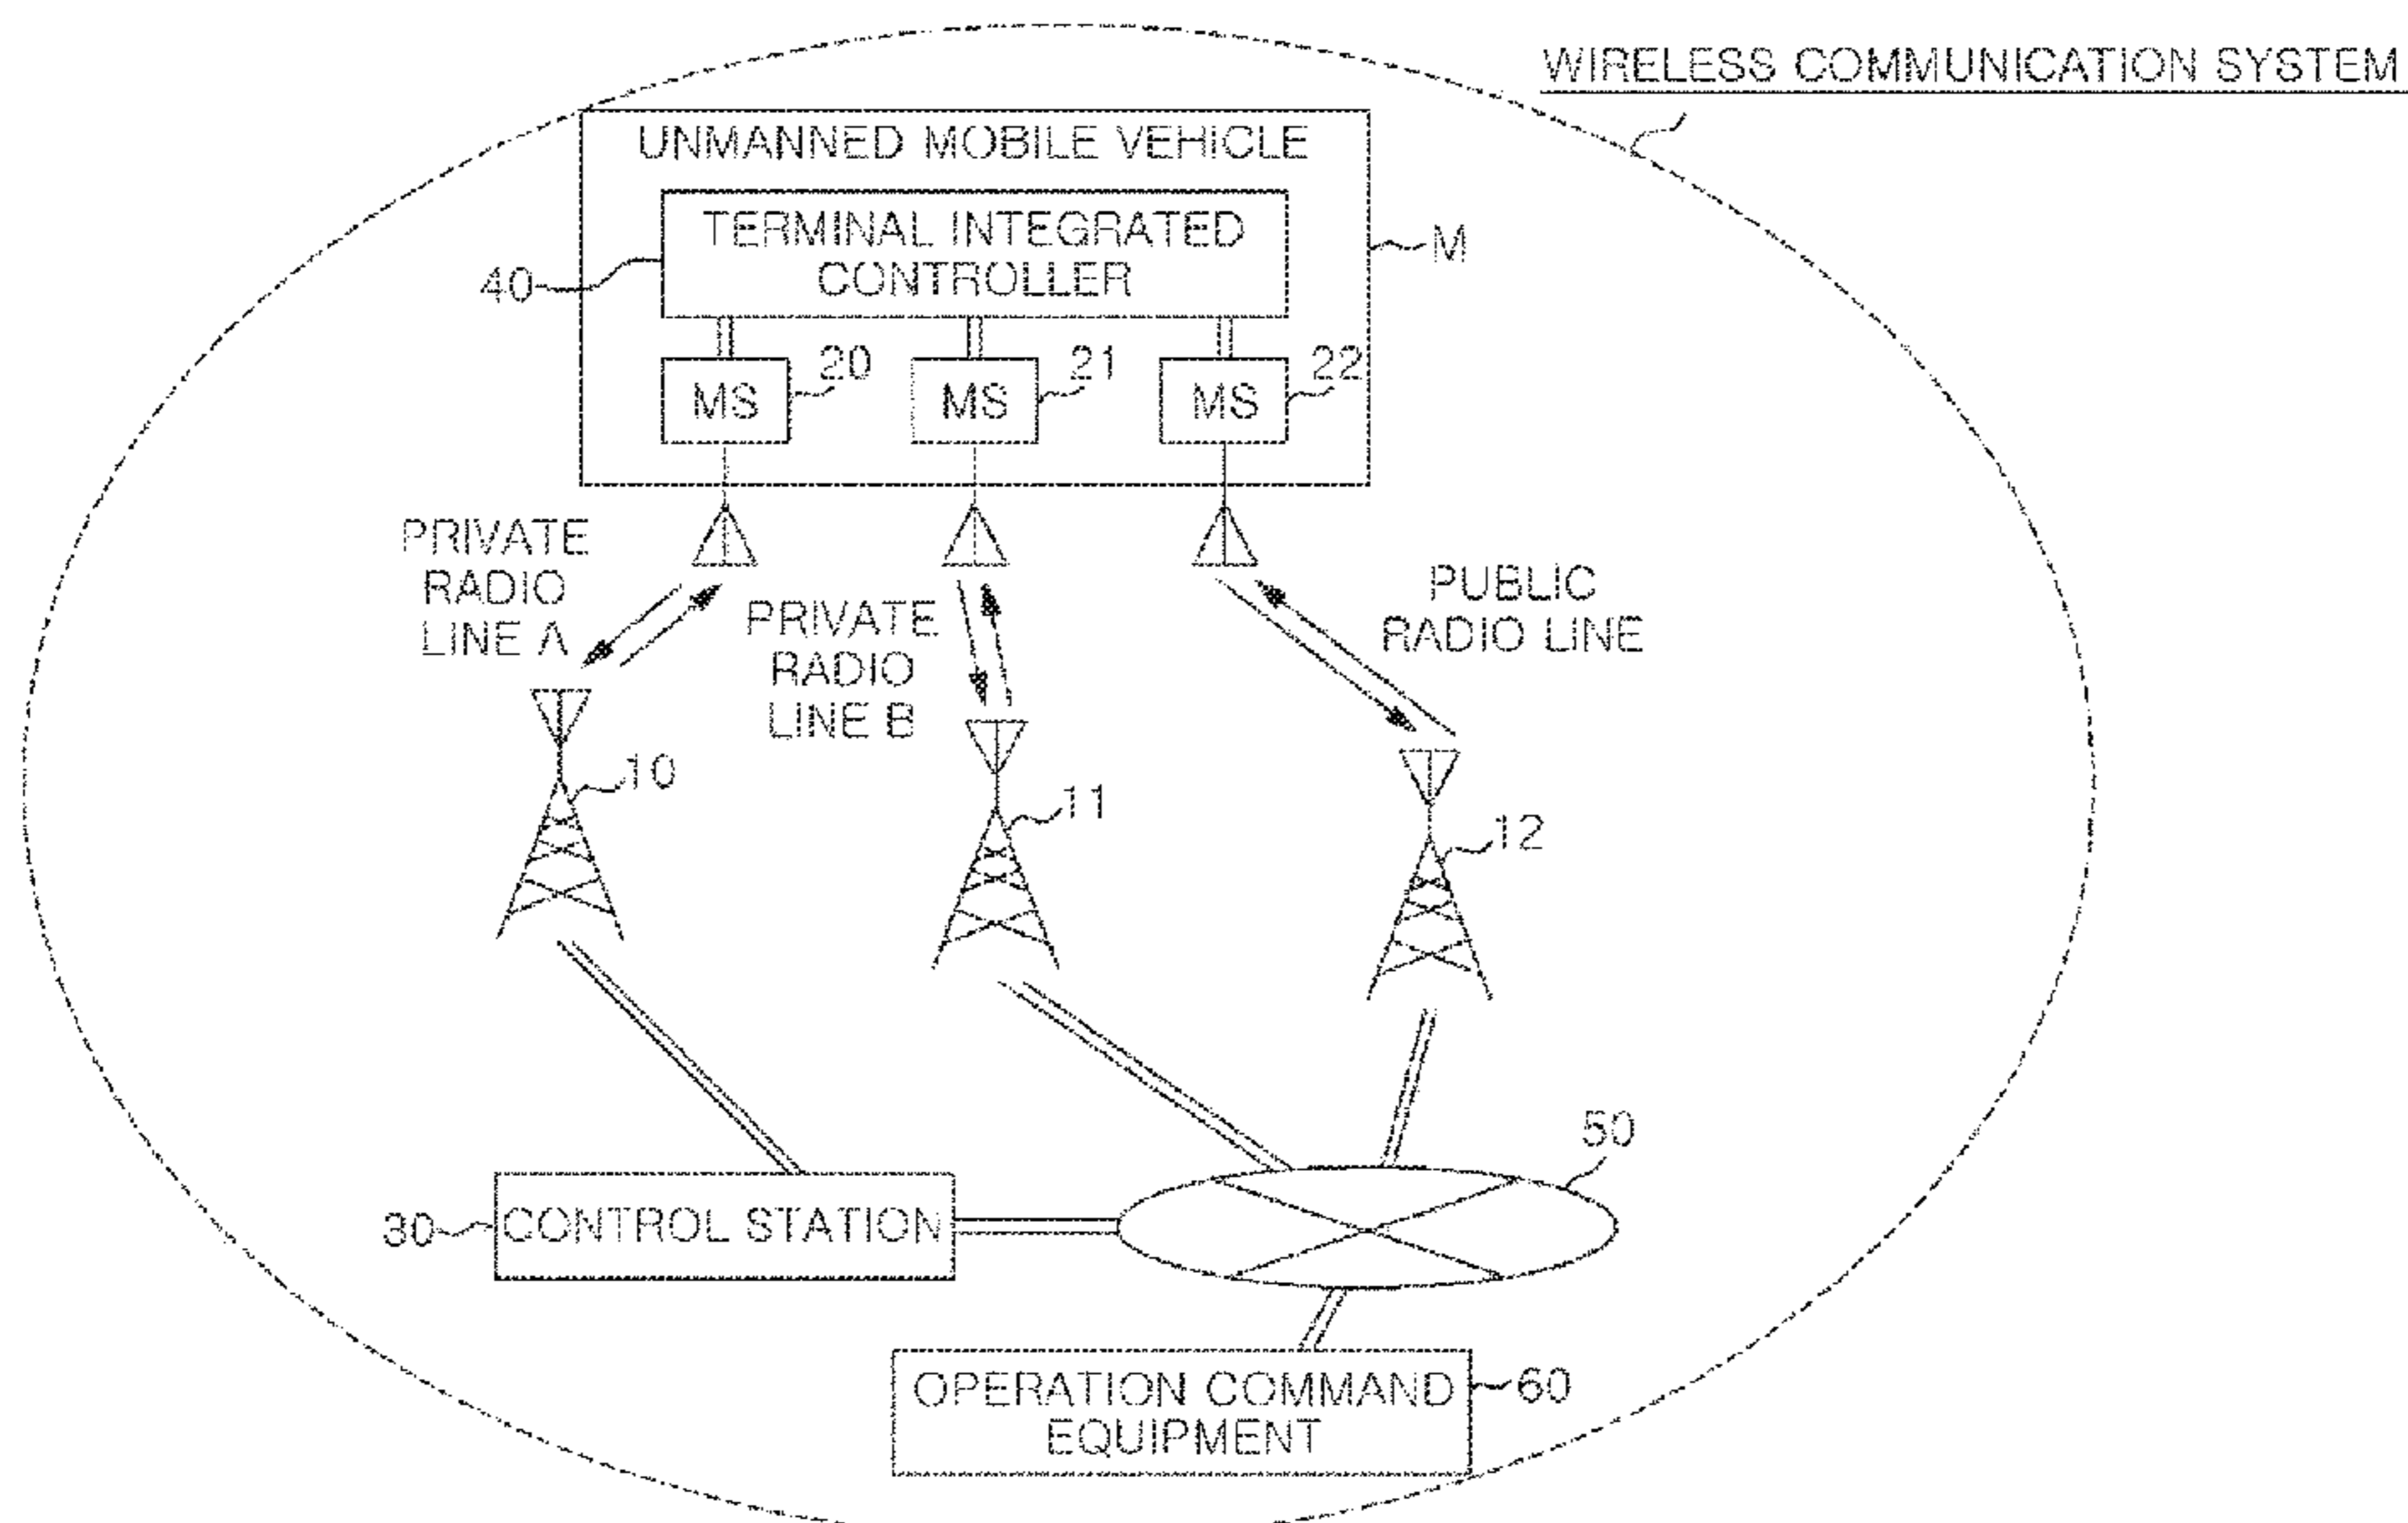 WIRELESS COMMUNICATION SYSTEM
UNMANNED MOBILE VEHICLE
TERMINAL INTEGRATED
CONTROLLER
M
40
20
21
22
MS
MS
MS
PRIVATE
RADIO
LINE A
PRIVATE
RADIO
LINE B
PUBLIC
RADIO LINE
10
11
12
50
30
CONTROL STATION
OPERATION COMMAND
EQUIPMENT
60